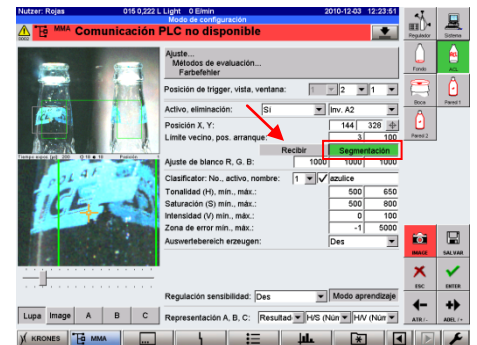 Nutzer: Rojas 015 0,222 L Light 0 E/min 2010-12-03 12:23:51
Modo de configuración
MMA Comunicación PLC no disponible
Ajuste...
Métodos de evaluación...
Farbefehler
Posición de trigger, vista, ventana: 1 2 1
Activo, eliminación: Sí Inv. A2
Posición X, Y: 144 328
Límite vecino, pos. arranque: 3 100
Recibir Segmentación
Ajuste de blanco R, G, B: 1000 1000 1000
Clasificator: No., activo, nombre: 1 azulice
Tonalidad (H), mín., máx.: 500 650
Saturación (S) mín., máx.: 500 800
Intensidad (V) mín., máx.: 0 100
Zona de error mín., máx.: -1 5000
Auswertebereich erzeugen: Des
Regulación sensibilidad: Des Modo aprendizaje
Lupa Image A B C
Representación A, B, C: Resultad H/S (Núm H/V (Núm
KRONES MMA ...
Regulador Sistema
Fondo ACL
Boca Pared 1
Pared 2
IMAGE SALVAR
ESC ENTER
ATR / - ADEL / +